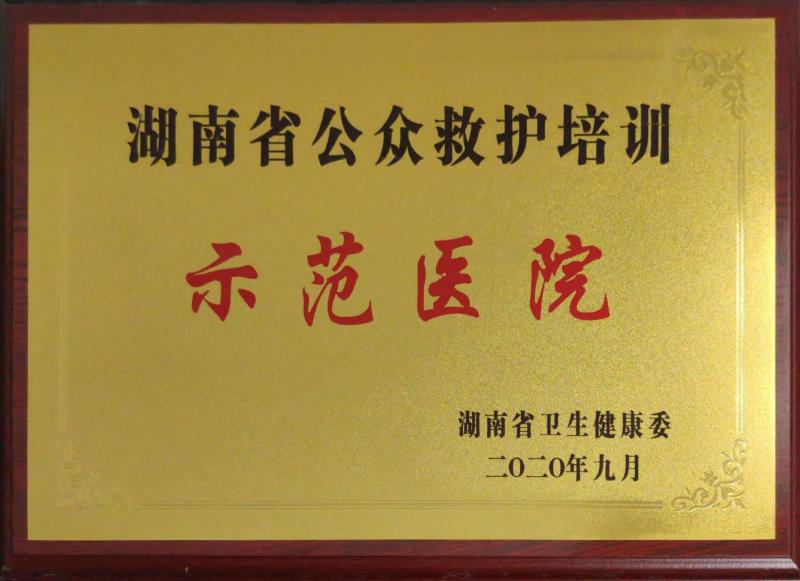 湖南省公众救护培训
示范医院
湖南省卫生健康委
二〇二〇年九月